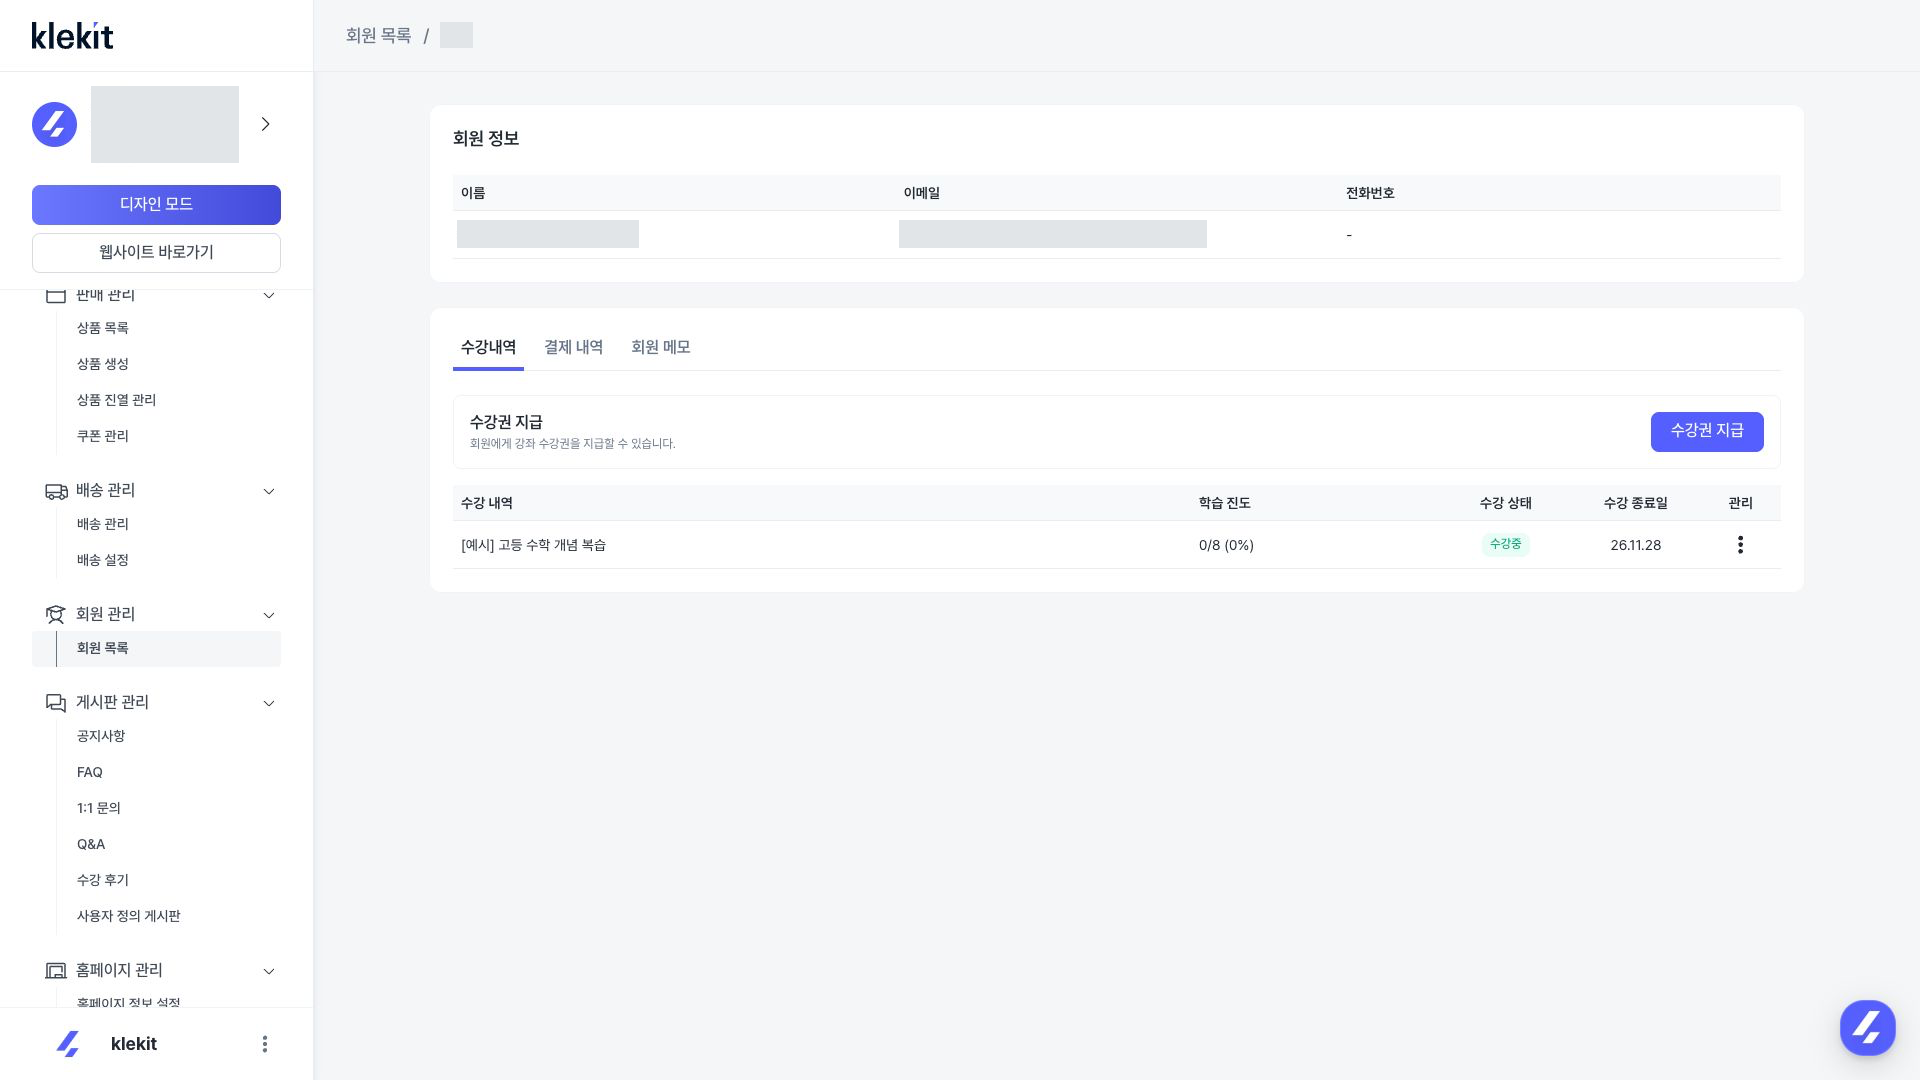 klekit
회원 목록 /
디자인 모드
웹사이트 바로가기
판매 관리
상품 목록
상품 생성
상품 진열 관리
쿠폰 관리
배송 관리
배송 관리
배송 설정
회원 관리
회원 목록
게시판 관리
공지사항
FAQ
1:1 문의
Q&A
수강 후기
사용자 정의 게시판
홈페이지 관리
홈페이지 정보 설정
klekit
회원 정보
이름 이메일 전화번호
-
수강내역 결제 내역 회원 메모
수강권 지급
회원에게 강좌 수강권을 지급할 수 있습니다.
수강권 지급
수강 내역 학습 진도 수강 상태 수강 종료일 관리
[예시] 고등 수학 개념 복습 0/8 (0%) 수강중 26.11.28